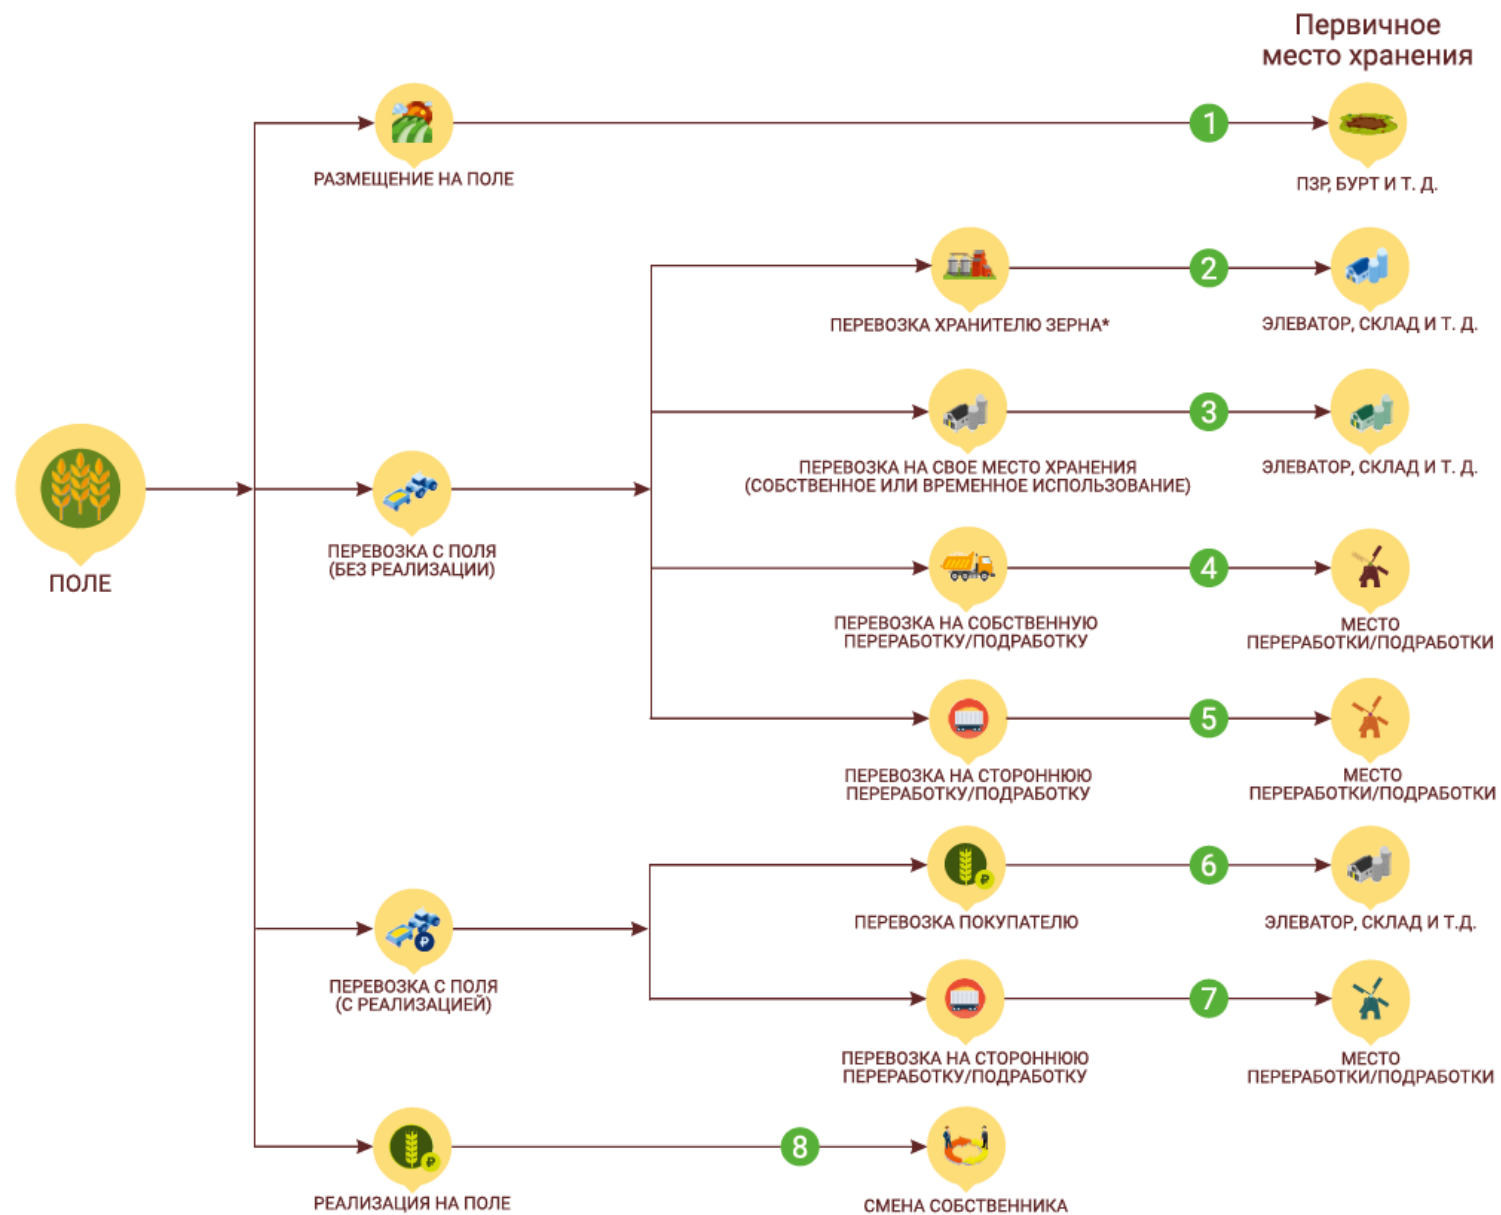 Первичное
место хранения
1
РАЗМЕЩЕНИЕ НА ПОЛЕ
ПЗР, БУРТ И Т. Д.
2
ПЕРЕВОЗКА ХРАНИТЕЛЮ ЗЕРНА*
ЭЛЕВАТОР, СКЛАД И Т. Д.
3
ПЕРЕВОЗКА НА СВОЕ МЕСТО ХРАНЕНИЯ
(СОБСТВЕННОЕ ИЛИ ВРЕМЕННОЕ ИСПОЛЬЗОВАНИЕ)
ЭЛЕВАТОР, СКЛАД И Т. Д.
ПОЛЕ
ПЕРЕВОЗКА С ПОЛЯ
(БЕЗ РЕАЛИЗАЦИИ)
4
ПЕРЕВОЗКА НА СОБСТВЕННУЮ
ПЕРЕРАБОТКУ/ПОДРАБОТКУ
МЕСТО
ПЕРЕРАБОТКИ/ПОДРАБОТКИ
5
ПЕРЕВОЗКА НА СТОРОННЮЮ
ПЕРЕРАБОТКУ/ПОДРАБОТКУ
МЕСТО
ПЕРЕРАБОТКИ/ПОДРАБОТКИ
₽
6
ПЕРЕВОЗКА ПОКУПАТЕЛЮ
ЭЛЕВАТОР, СКЛАД И Т.Д.
₽
ПЕРЕВОЗКА С ПОЛЯ
(С РЕАЛИЗАЦИЕЙ)
7
ПЕРЕВОЗКА НА СТОРОННЮЮ
ПЕРЕРАБОТКУ/ПОДРАБОТКУ
МЕСТО
ПЕРЕРАБОТКИ/ПОДРАБОТКИ
₽
8
РЕАЛИЗАЦИЯ НА ПОЛЕ
СМЕНА СОБСТВЕННИКА